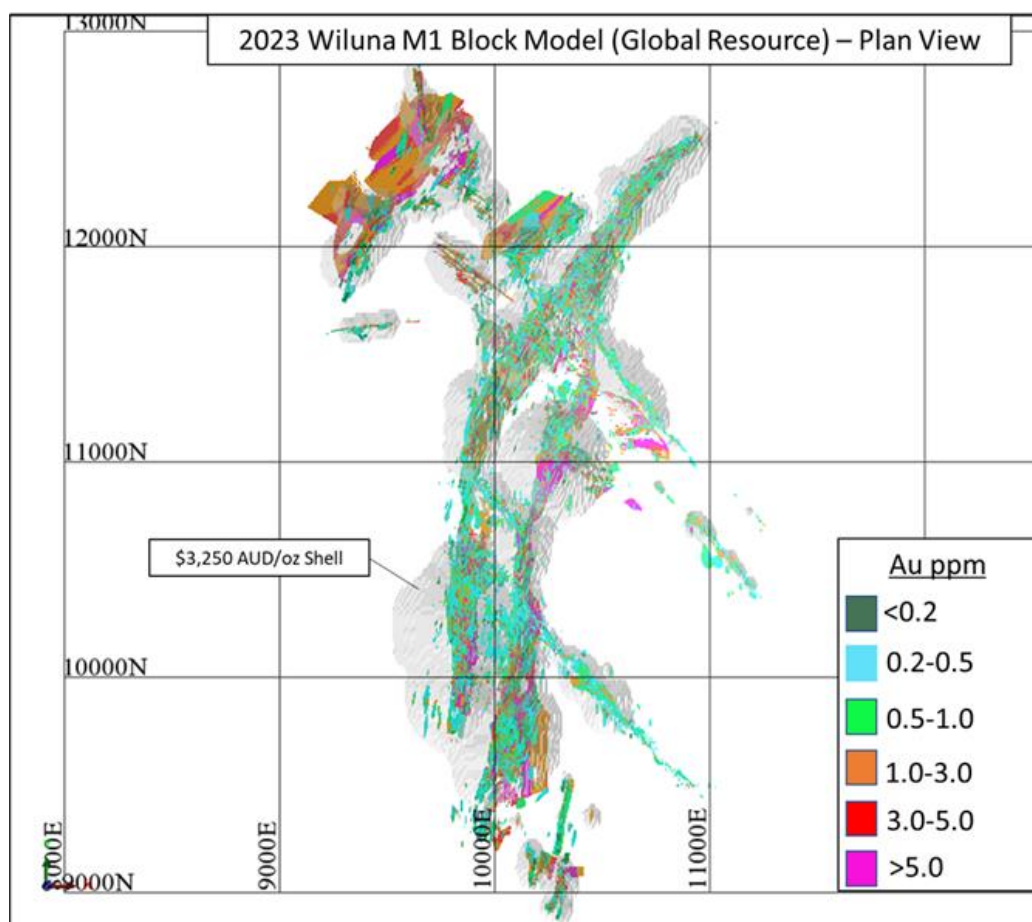 13000N
2023 Wiluna M1 Block Model (Global Resource) – Plan View
12000N
11000N
$3,250 AUD/oz Shell
10000N
Au ppm
<0.2
0.2-0.5
0.5-1.0
1.0-3.0
3.0-5.0
>5.0
9000E
10000E
11000E